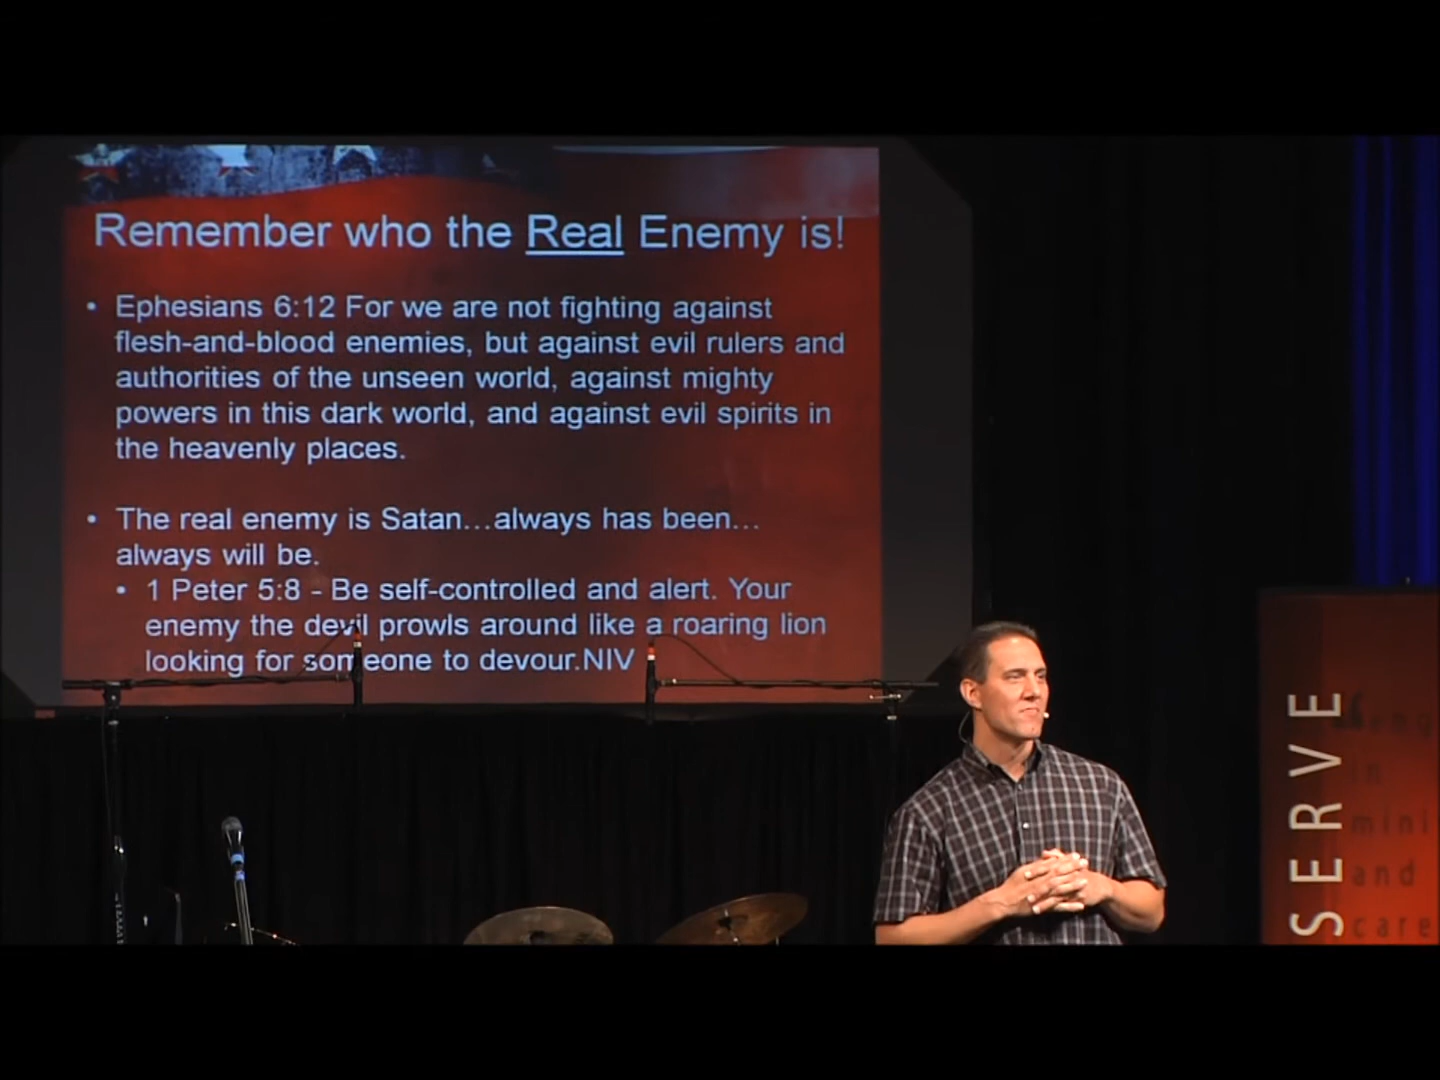 Remember who the Real Enemy is!
• Ephesians 6:12 For we are not fighting against
flesh-and-blood enemies, but against evil rulers and
authorities of the unseen world, against mighty
powers in this dark world, and against evil spirits in
the heavenly places.
• The real enemy is Satan…always has been…
always will be.
• 1 Peter 5:8 - Be self-controlled and alert. Your
enemy the devil prowls around like a roaring lion
looking for someone to devour.NIV
SERVE
in
mini
and
care